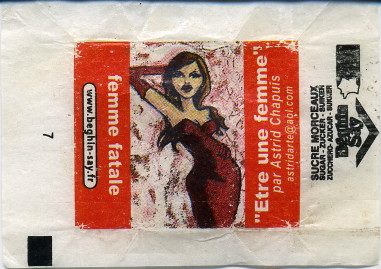 7
www.beghin-say.fr
femme fatale
"Etre une femme"
par Astrid Chapuis
astridarte@aol.com
SUCRE MORCEAUX
SUGAR - ZUCKER - SUIKER
ZUCCHERO - AZUCAR - SUKKER
Beghin
Say